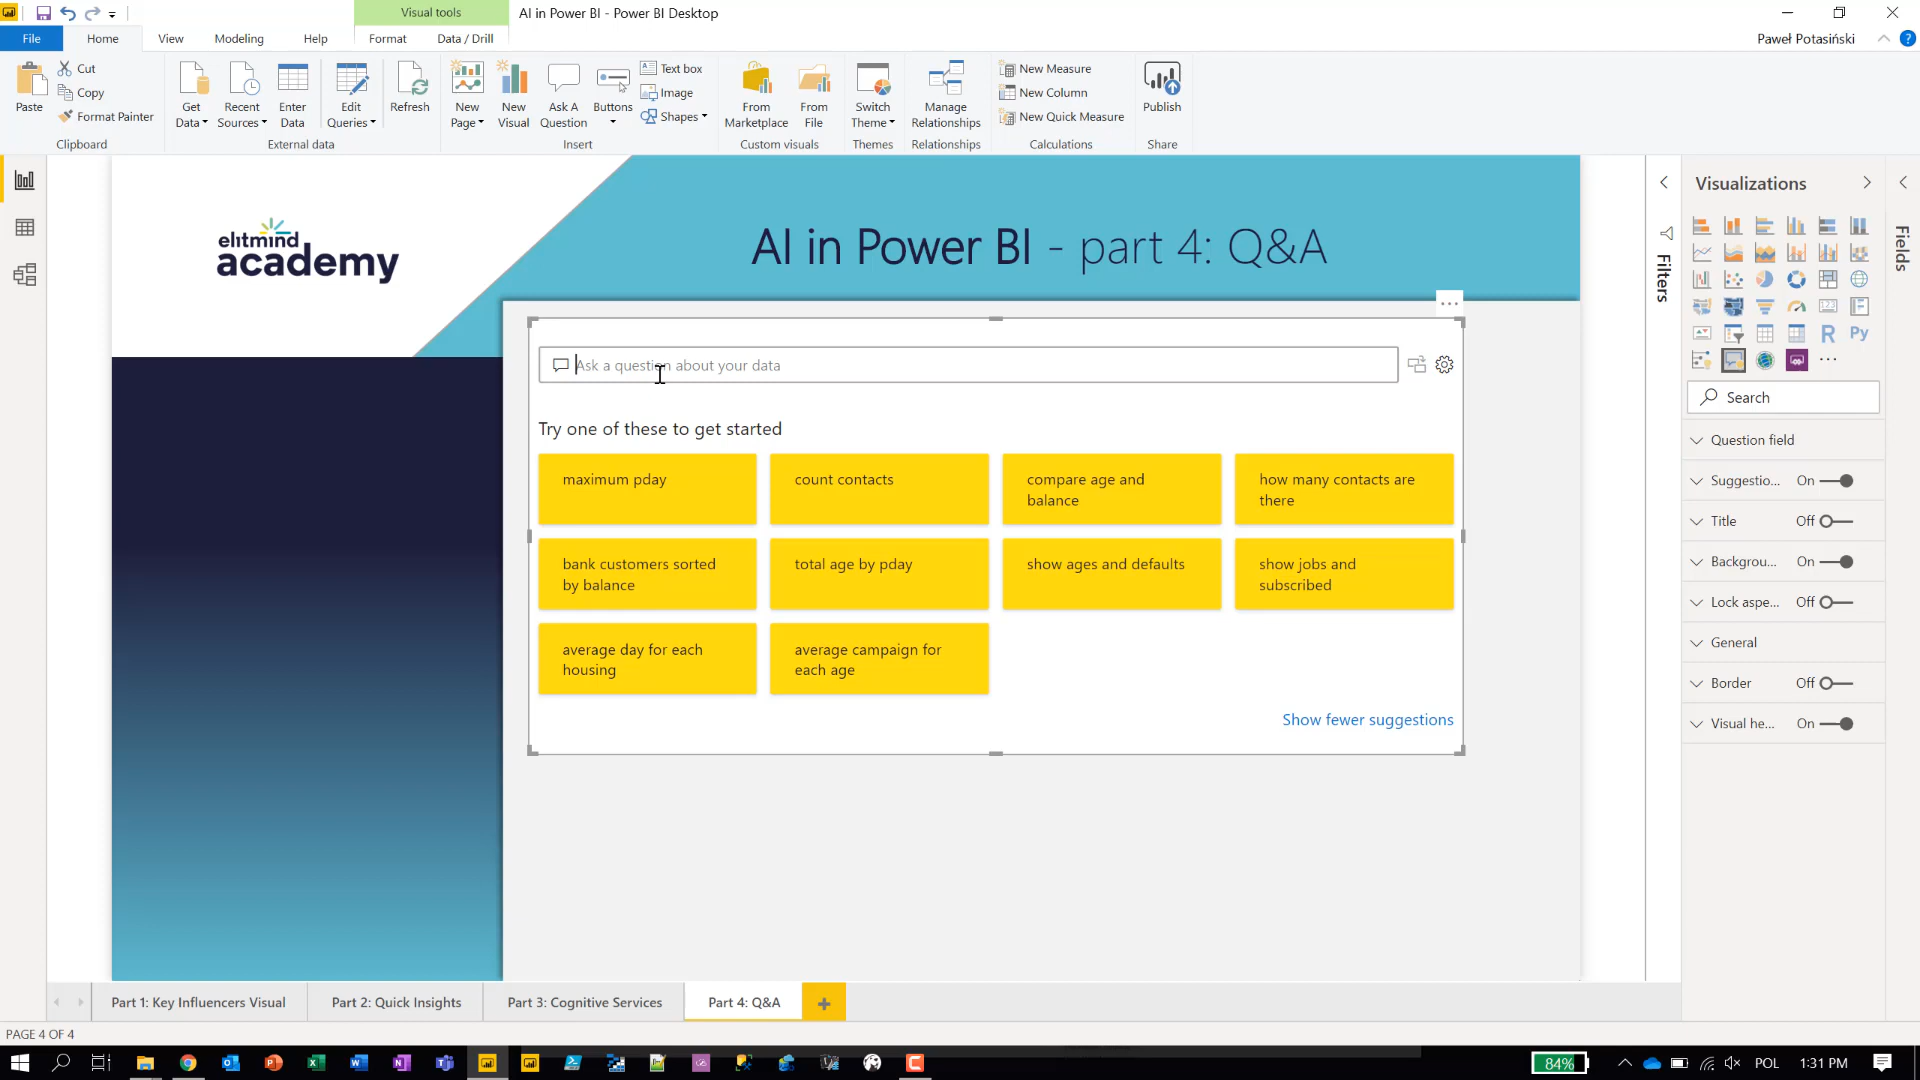 Visual tools
AI in Power BI - Power BI Desktop
File
Home
View
Modeling
Help
Format
Data / Drill
Paweł Potasiński
Paste
Cut
Copy
Format Painter
Clipboard
Get
Data
Recent
Sources
Enter
Data
Edit
Queries
Refresh
External data
New
Page
New
Visual
Ask A
Question
Buttons
Text box
Image
Shapes
Insert
From
Marketplace
From
File
Custom visuals
Switch
Theme
Themes
Manage
Relationships
Relationships
New Measure
New Column
New Quick Measure
Calculations
Publish
Share
elitmind
academy
AI in Power BI - part 4: Q&A
Ask a question about your data
Try one of these to get started
maximum pday
count contacts
compare age and
balance
how many contacts are
there
bank customers sorted
by balance
total age by pday
show ages and defaults
show jobs and
subscribed
average day for each
housing
average campaign for
each age
Show fewer suggestions
Filters
Visualizations
R
Py
Search
Question field
Suggestio... On
Title Off
Backgrou... On
Lock aspe... Off
General
Border Off
Visual he... On
Fields
Part 1: Key Influencers Visual
Part 2: Quick Insights
Part 3: Cognitive Services
Part 4: Q&A
PAGE 4 OF 4
84%
POL
1:31 PM